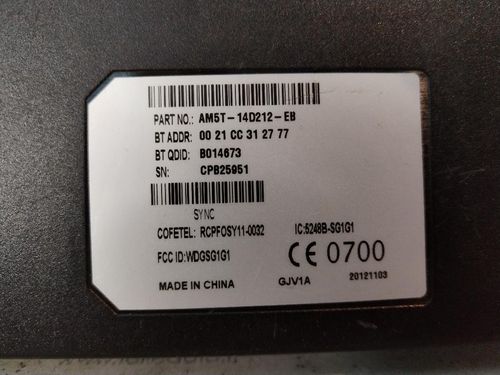 PART NO.: AM5T-14D212-EB
BT ADDR: 00 21 CC 31 27 77
BT QDID: B014673
SN: CPB25951
SYNC
COFETEL: RCPFOSY11-0032 IC:5248B-SG1G1
FCC ID:WDGSG1G1 CE 0700
MADE IN CHINA GJV1A 20121103